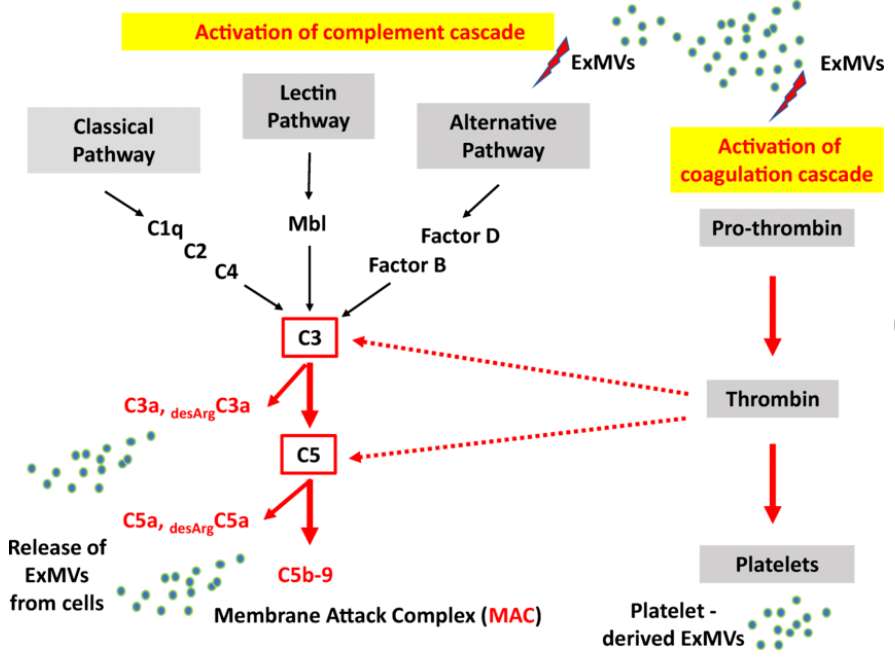 Activation of complement cascade
ExMVs
ExMVs
Classical
Pathway
Lectin
Pathway
Alternative
Pathway
Activation of
coagulation cascade
C1q
C2
C4
Mbl
Factor D
Factor B
Pro-thrombin
C3
C3a, desArgC3a
Thrombin
C5
C5a, desArgC5a
Release of
ExMVs
from cells
C5b-9
Membrane Attack Complex (MAC)
Platelets
Platelet -
derived ExMVs